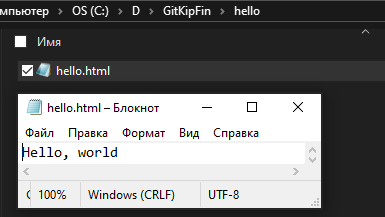 мпьютер > OS (C:) > D > GitKipFin > hello
Имя
hello.html
hello.html – Блокнот
Файл Правка Формат Вид Справка
Hello, world
100% Windows (CRLF) UTF-8